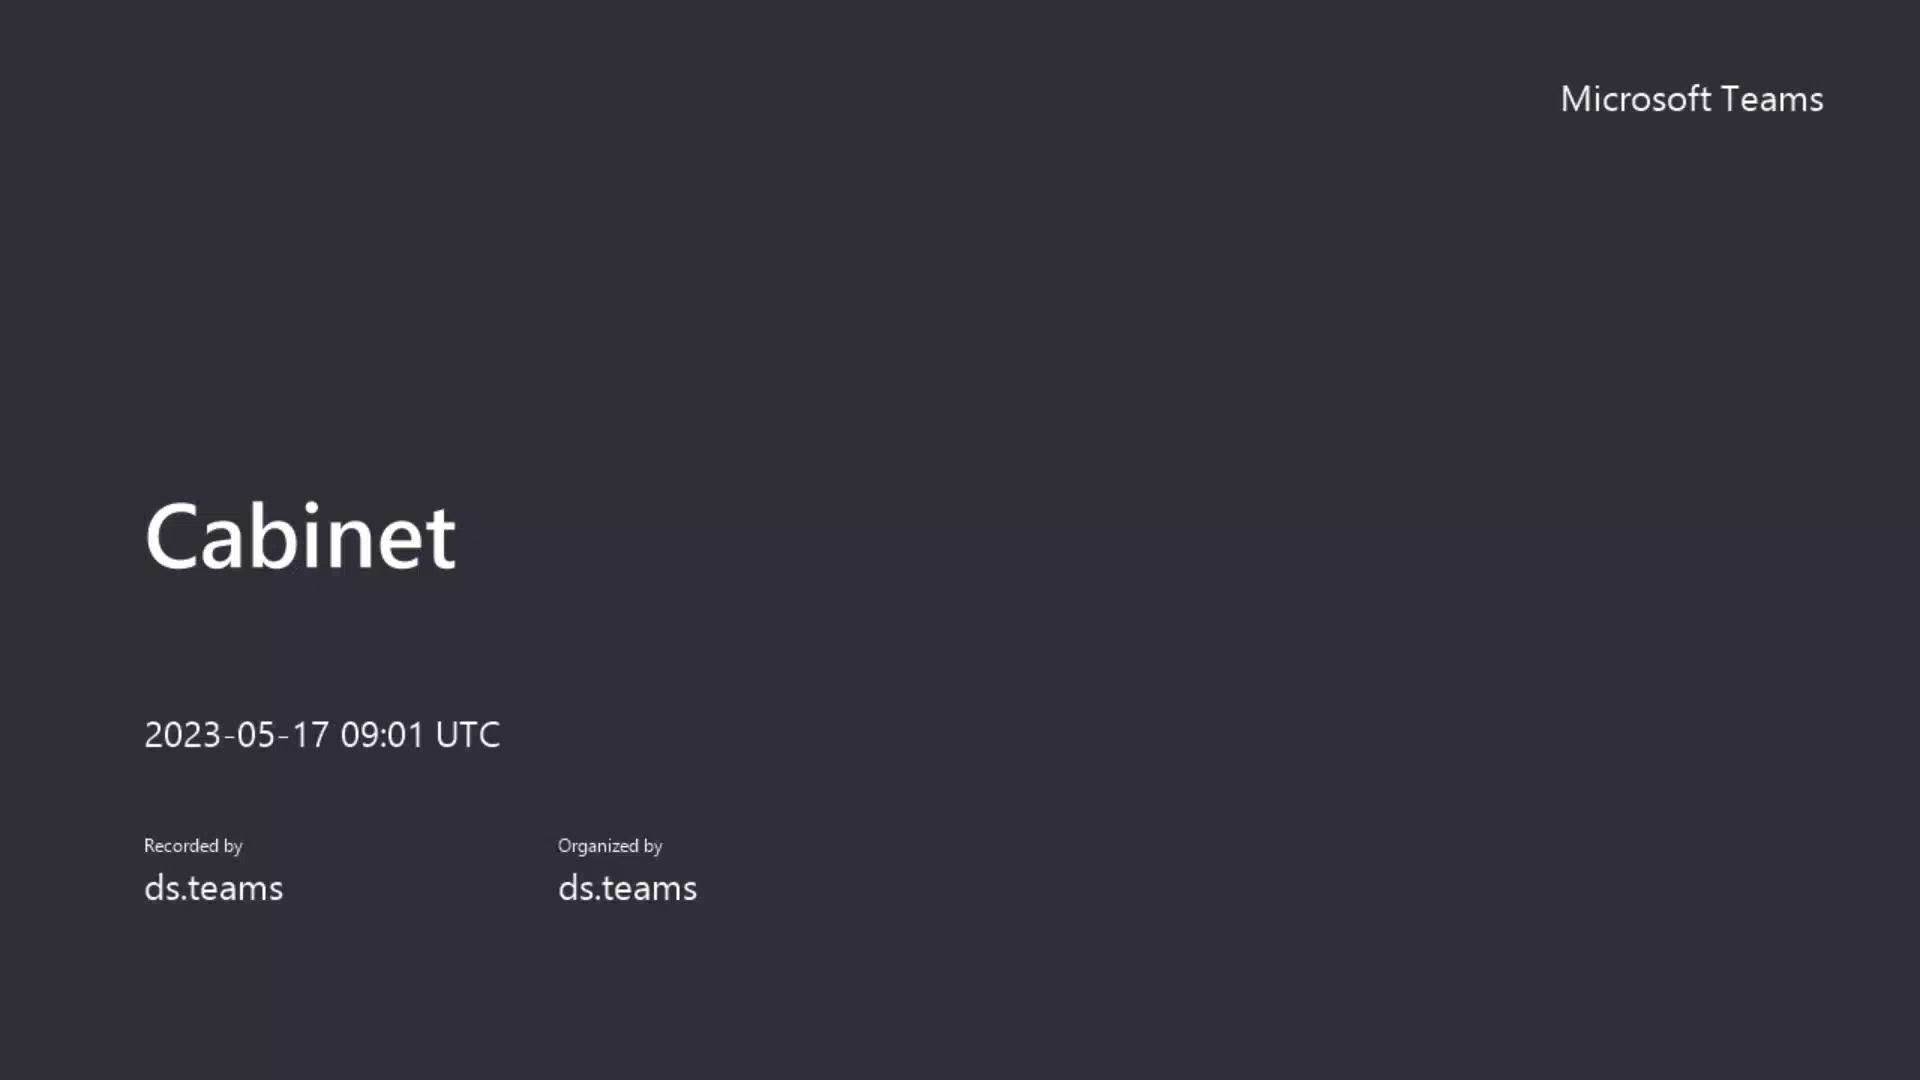 Microsoft Teams
Cabinet
2023-05-17 09:01 UTC
Recorded by
ds.teams
Organized by
ds.teams